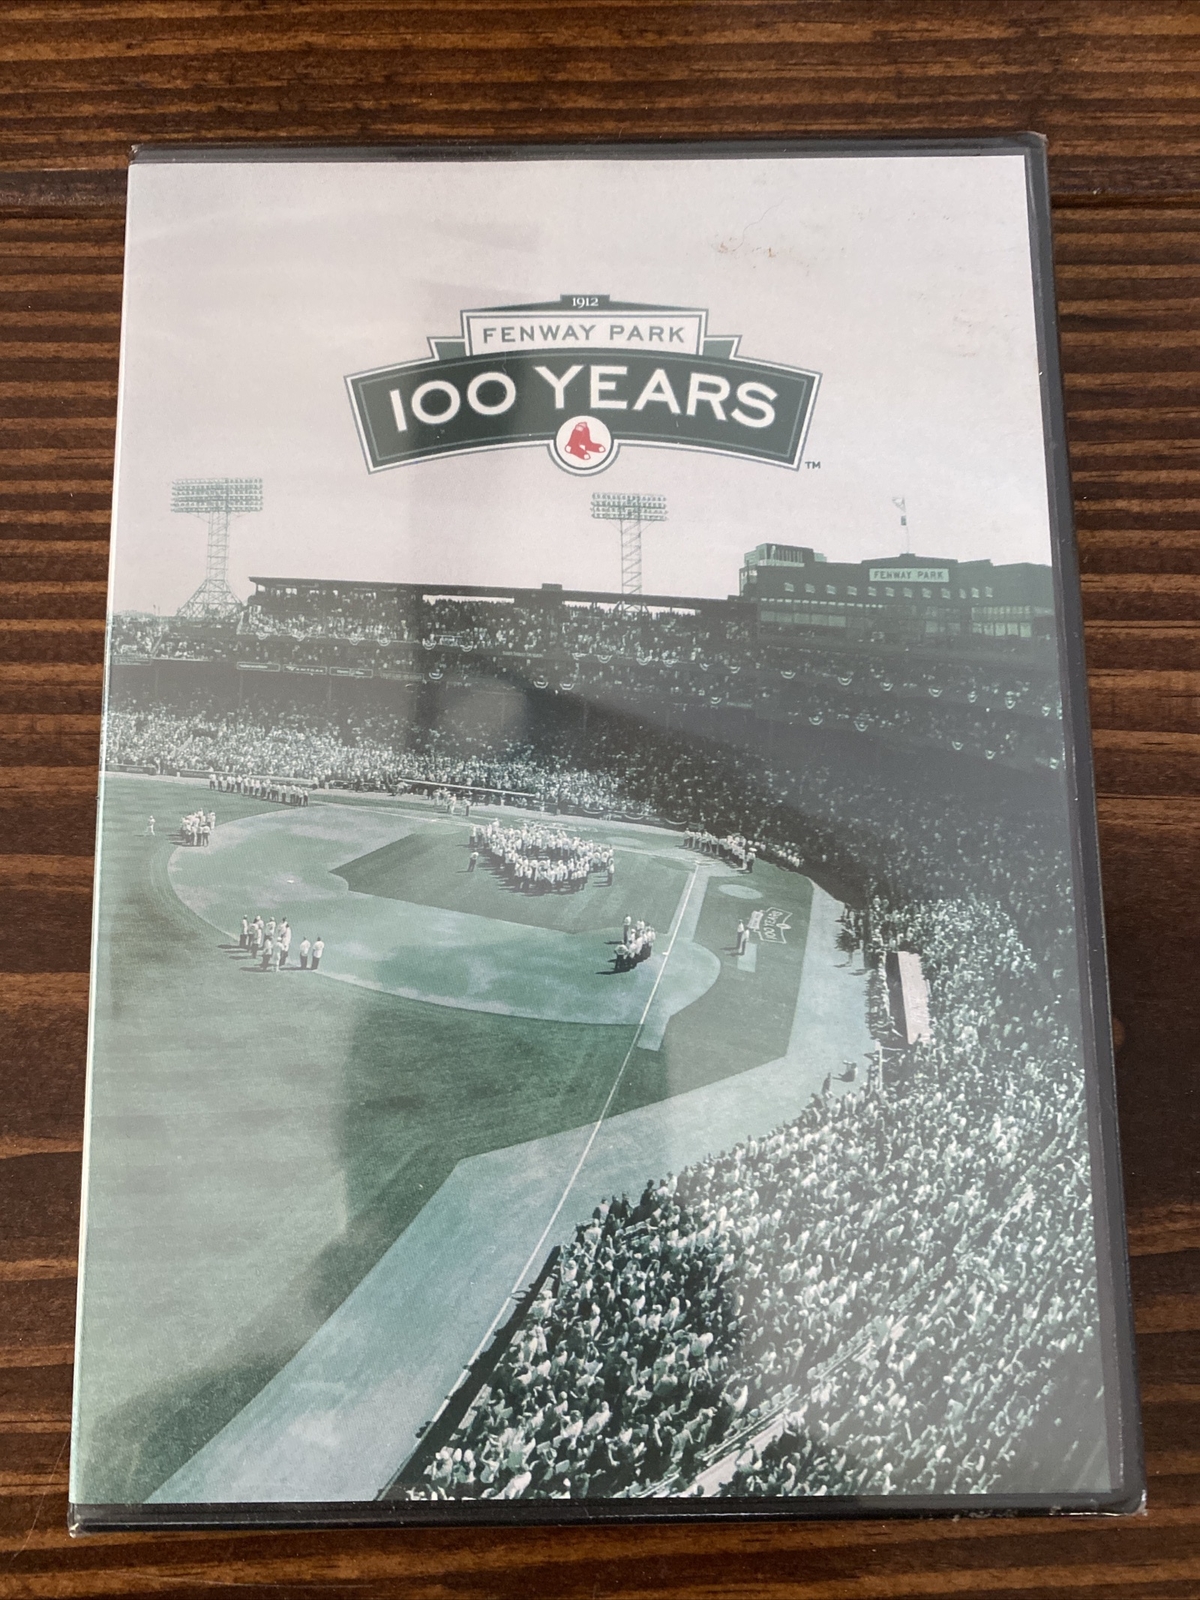 1912
FENWAY PARK
100 YEARS
TM
FENWAY PARK